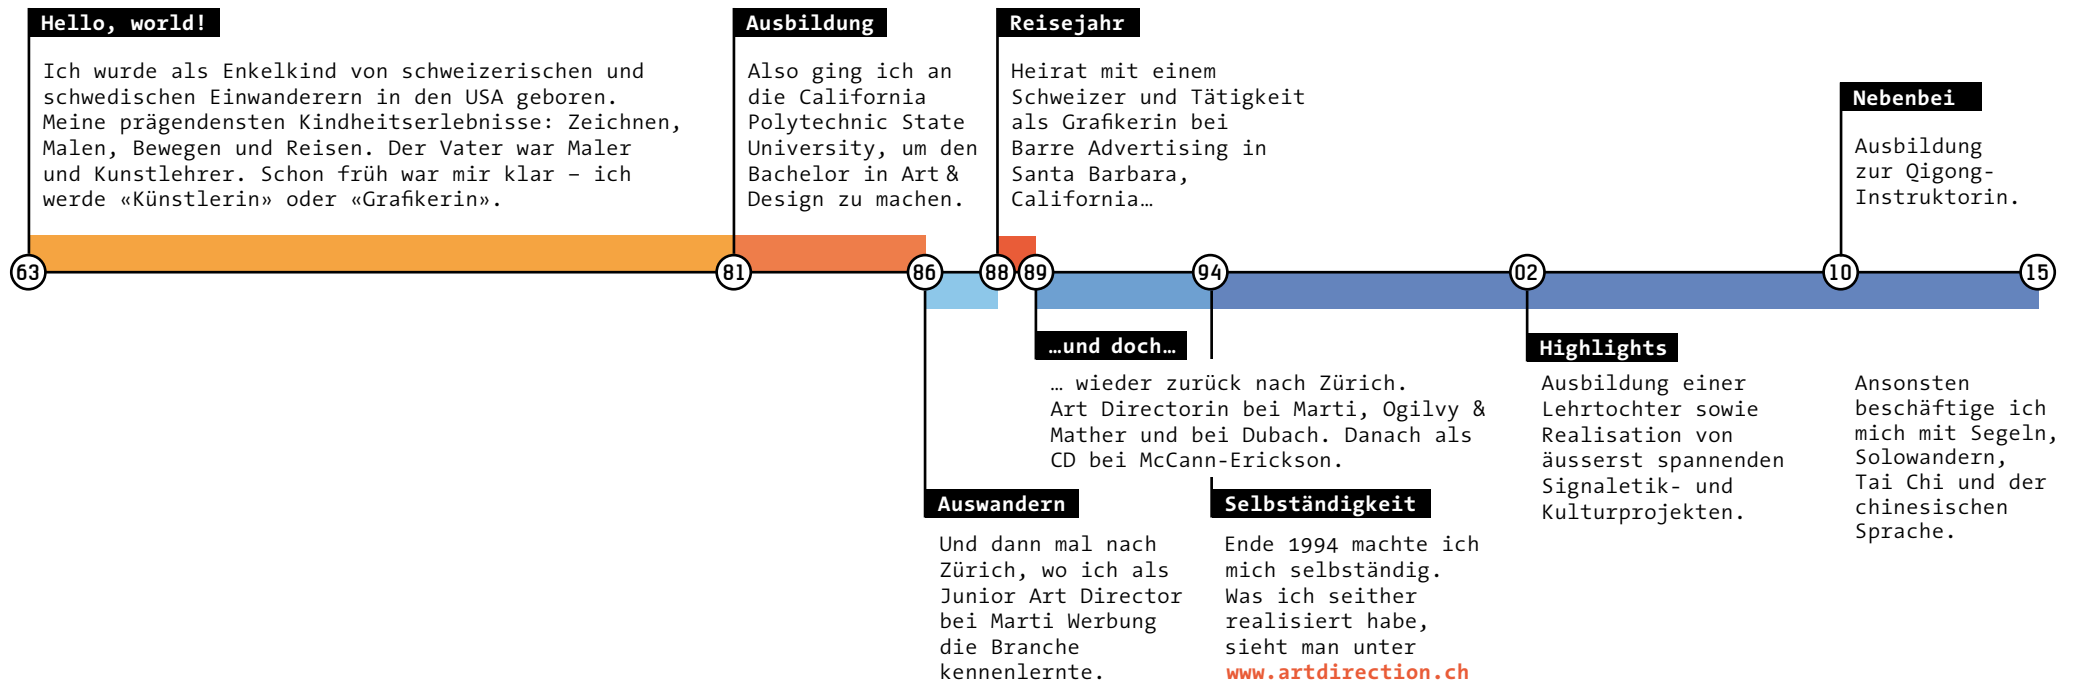 Hello, world!
Ich wurde als Enkelkind von schweizerischen und
schwedischen Einwanderern in den USA geboren.
Meine prägendensten Kindheitserlebnisse: Zeichnen,
Malen, Bewegen und Reisen. Der Vater war Maler
und Kunstlehrer. Schon früh war mir klar – ich
werde «Künstlerin» oder «Grafikerin».
Ausbildung
Also ging ich an
die California
Polytechnic State
University, um den
Bachelor in Art &
Design zu machen.
Reisejahr
Heirat mit einem
Schweizer und Tätigkeit
als Grafikerin bei
Barre Advertising in
Santa Barbara,
California…
Nebenbei
Ausbildung
zur Qigong-
Instruktorin.
63
81
86
88
89
94
02
10
15
…und doch…
… wieder zurück nach Zürich.
Art Directorin bei Marti, Ogilvy &
Mather und bei Dubach. Danach als
CD bei McCann-Erickson.
Auswandern
Und dann mal nach
Zürich, wo ich als
Junior Art Director
bei Marti Werbung
die Branche
kennenlernte.
Selbständigkeit
Ende 1994 machte ich
mich selbständig.
Was ich seither
realisiert habe,
sieht man unter
www.artdirection.ch
Highlights
Ausbildung einer
Lehrtochter sowie
Realisation von
äusserst spannenden
Signaletik- und
Kulturprojekten.
Ansonsten
beschäftige ich
mich mit Segeln,
Solowandern,
Tai Chi und der
chinesischen
Sprache.